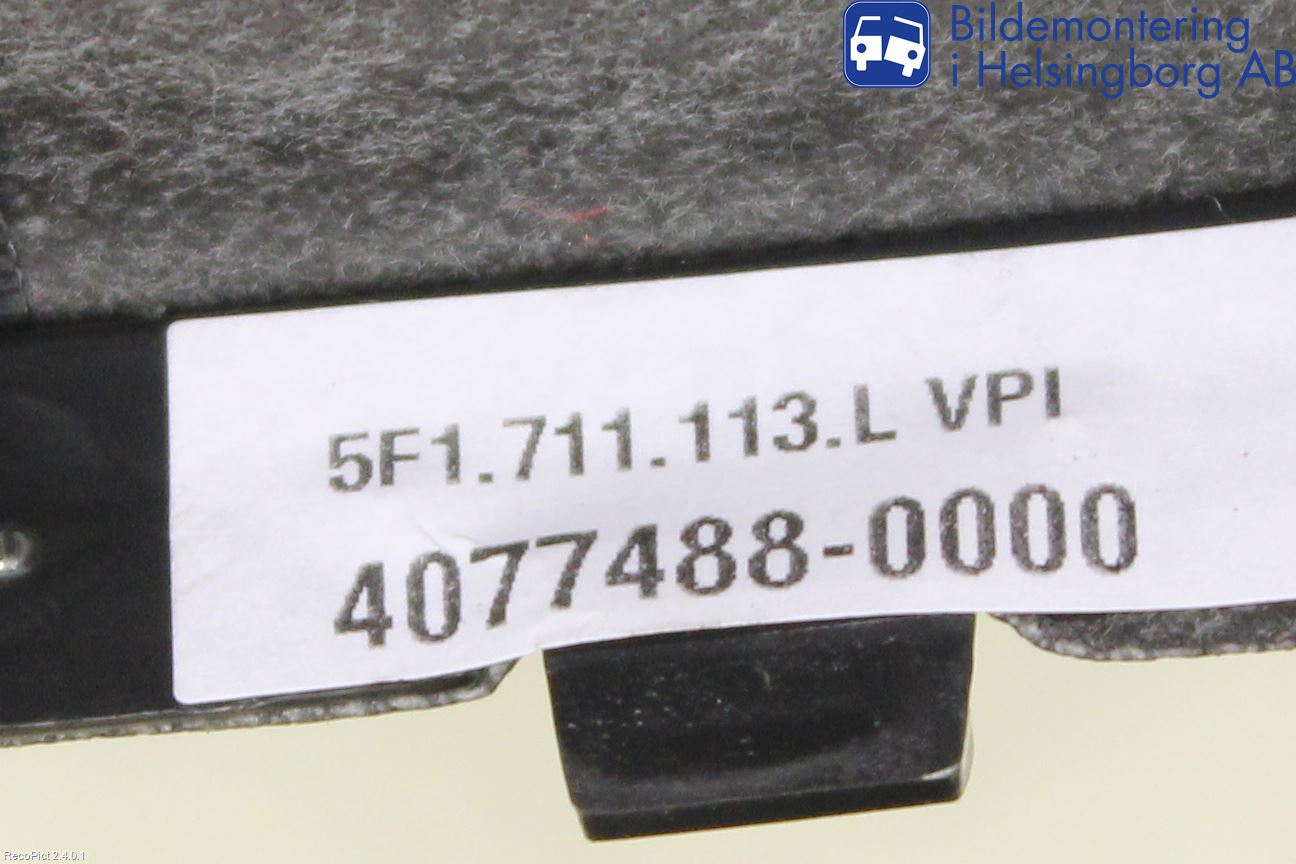 Bildemontering
i Helsingborg AB
5F1.711.113.L VPI
4077488-0000
RecoPict 2.4.0.1